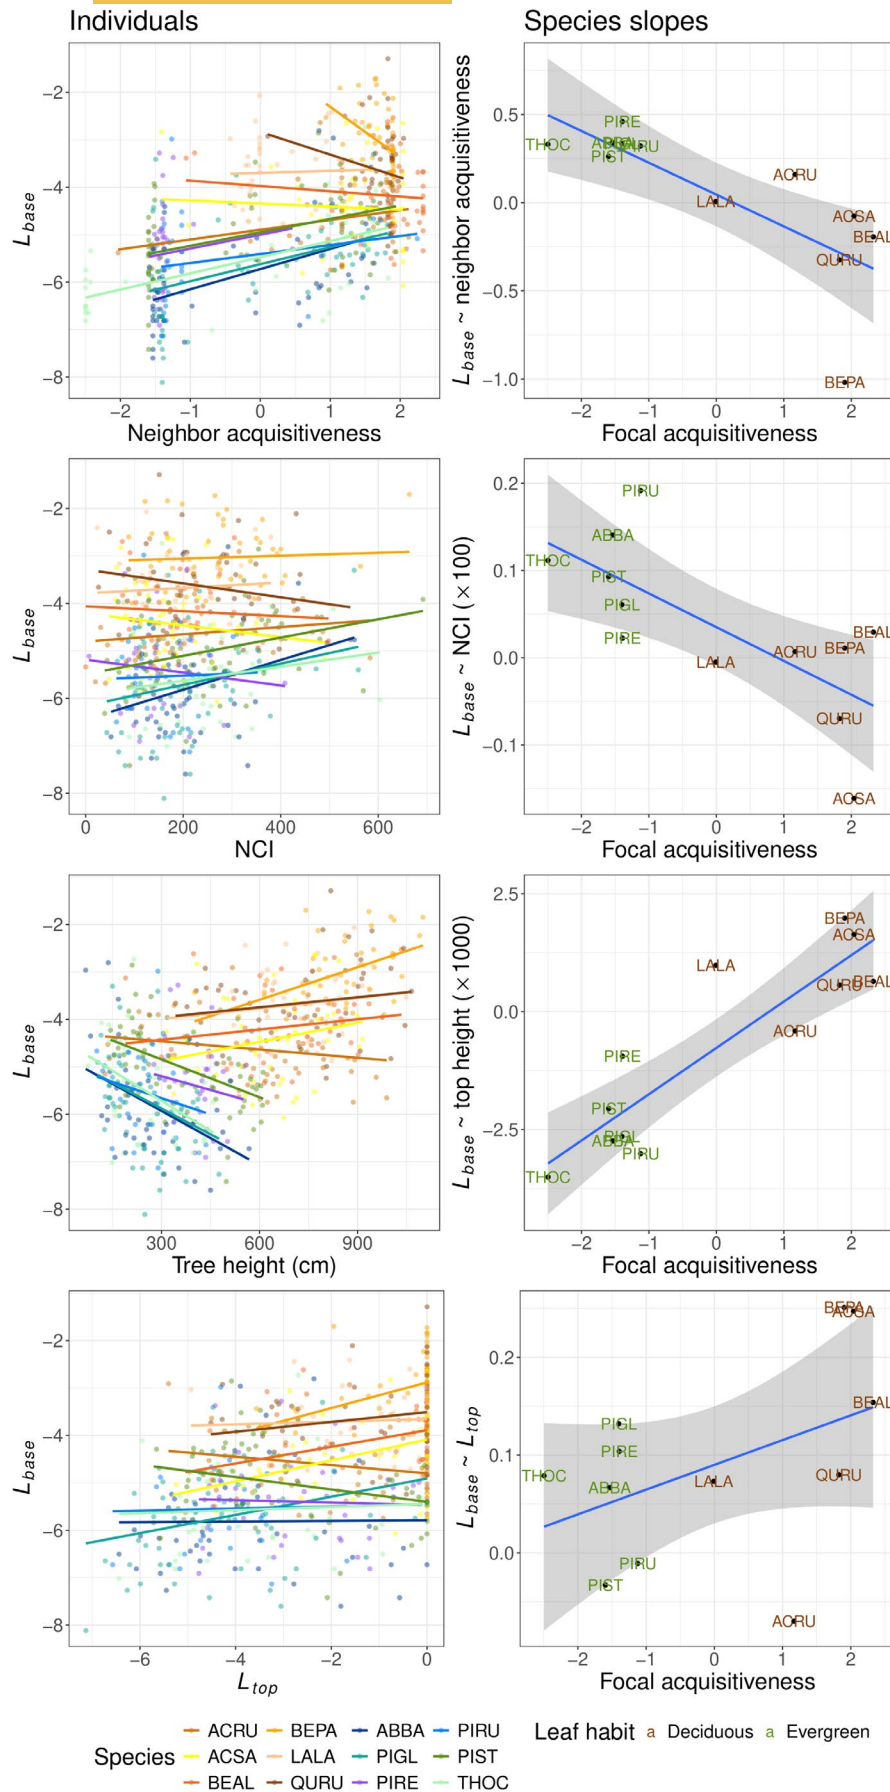 Individuals
Species slopes
L_base
−2
−4
−6
−8
−2 −1 0 1 2
Neighbor acquisitiveness
L_base ~ neighbor acquisitiveness
0.5
0.0
−0.5
−1.0
PIRE
THOC
PIRU
PIST
ACRU
LALA
ACSA
BEAL
QURU
BEPA
−2 −1 0 1 2
Focal acquisitiveness
L_base
−2
−4
−6
−8
0 200 400 600
NCI
L_base ~ NCI (×100)
0.2
0.1
0.0
−0.1
PIRU
ABBA
THOC
PIST
PIGL
PIRE
LALA
ACRU
BEPA
BEAL
QURU
ACSA
−2 −1 0 1 2
Focal acquisitiveness
L_base
−2
−4
−6
−8
300 600 900
Tree height (cm)
L_base ~ top height (×1000)
2.5
0.0
−2.5
BEPA
ACSA
LALA
QURU
BEAL
ACRU
PIRE
PIST
PIGL
ABBA
PIRU
THOC
−2 −1 0 1 2
Focal acquisitiveness
L_base
−2
−4
−6
−8
−6 −4 −2 0
L_top
L_base ~ L_top
0.2
0.1
0.0
BEPA
ACSA
BEAL
PIGL
PIRE
THOC
ABBA
LALA
QURU
PIRU
PIST
ACRU
−2 −1 0 1 2
Focal acquisitiveness
Species
ACRU BEPA ABBA PIRU
ACSA LALA PIGL PIST
BEAL QURU PIRE THOC
Leaf habit a Deciduous a Evergreen